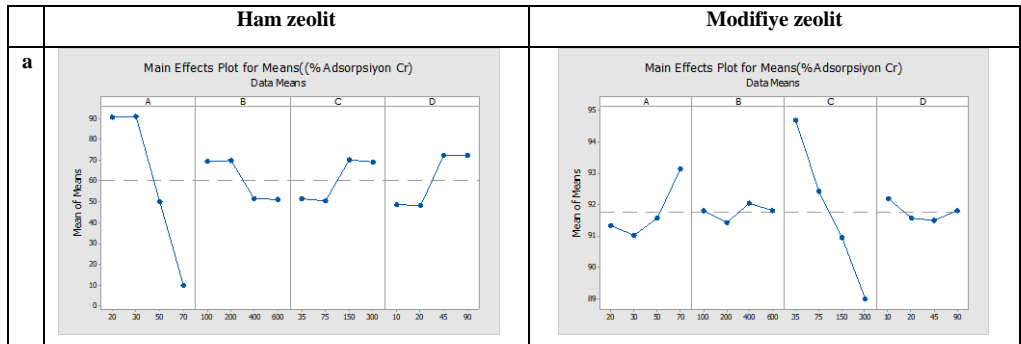 Ham zeolit
Modifiye zeolit
a
Main Effects Plot for Means((%Adsorpsiyon Cr)
Data Means
A B C D
Mean of Means
90
80
70
60
50
40
30
20
10
0
20 30 50 70 100 200 400 600 35 75 150 300 10 20 45 90
Main Effects Plot for Means(%Adsorpsiyon Cr)
Data Means
A B C D
Mean of Means
95
94
93
92
91
90
89
20 30 50 70 100 200 400 600 35 75 150 300 10 20 45 90